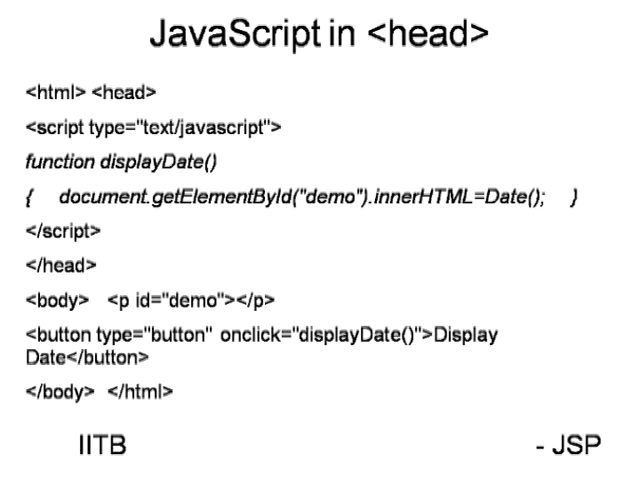 JavaScript in <head>
<html> <head>
<script type="text/javascript">
function displayDate()
{ document.getElementById("demo").innerHTML=Date(); }
</script>
</head>
<body> <p id="demo"></p>
<button type="button" onclick="displayDate()">Display
Date</button>
</body> </html>
IITB - JSP